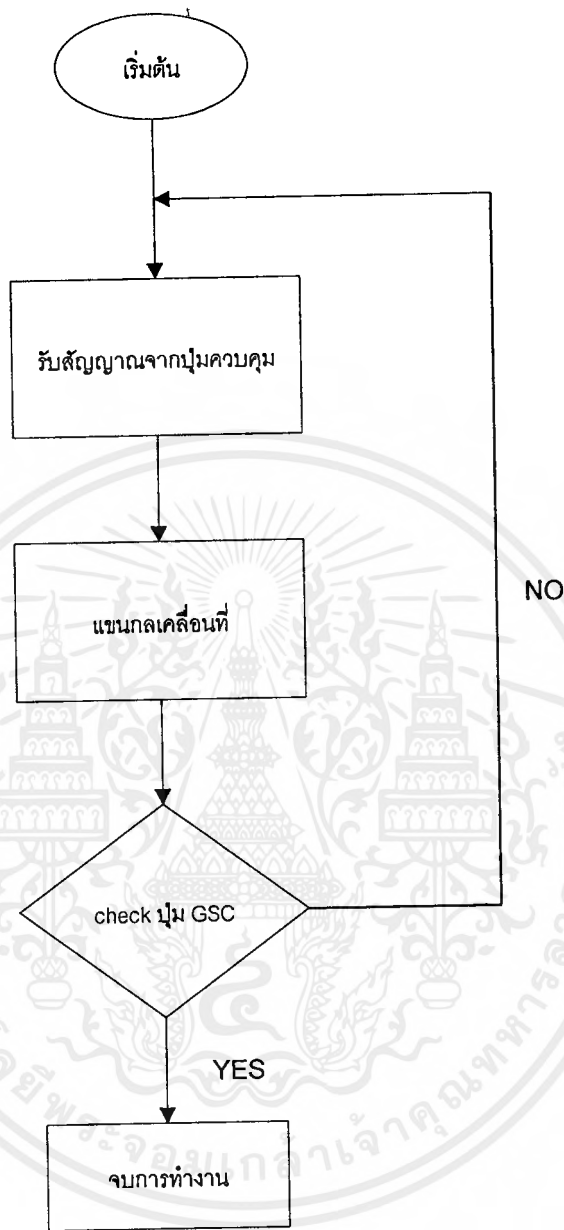 เริ่มต้น
รับสัญญาณจากปุ่มควบคุม
แขนกลเคลื่อนที่
NO
check ปุ่ม GSC
YES
จบการทำงาน